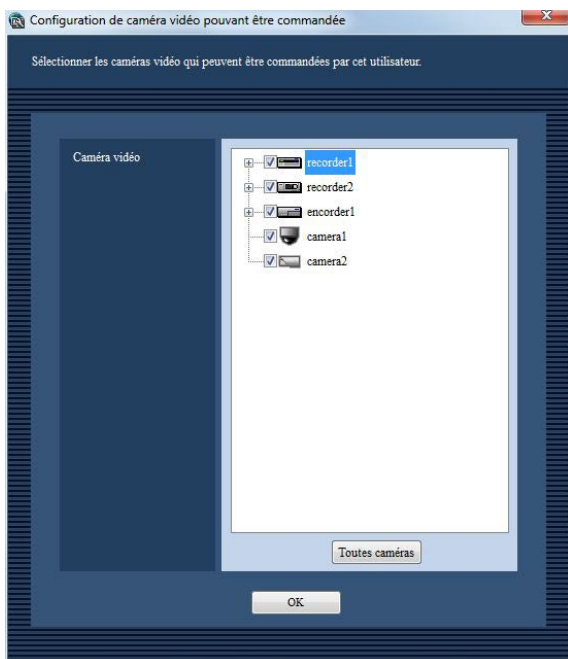 Configuration de caméra vidéo pouvant être commandée
Sélectionner les caméras vidéo qui peuvent être commandées par cet utilisateur.
Caméra vidéo
recorder1
recorder2
encorder1
camera1
camera2
Toutes caméras
OK